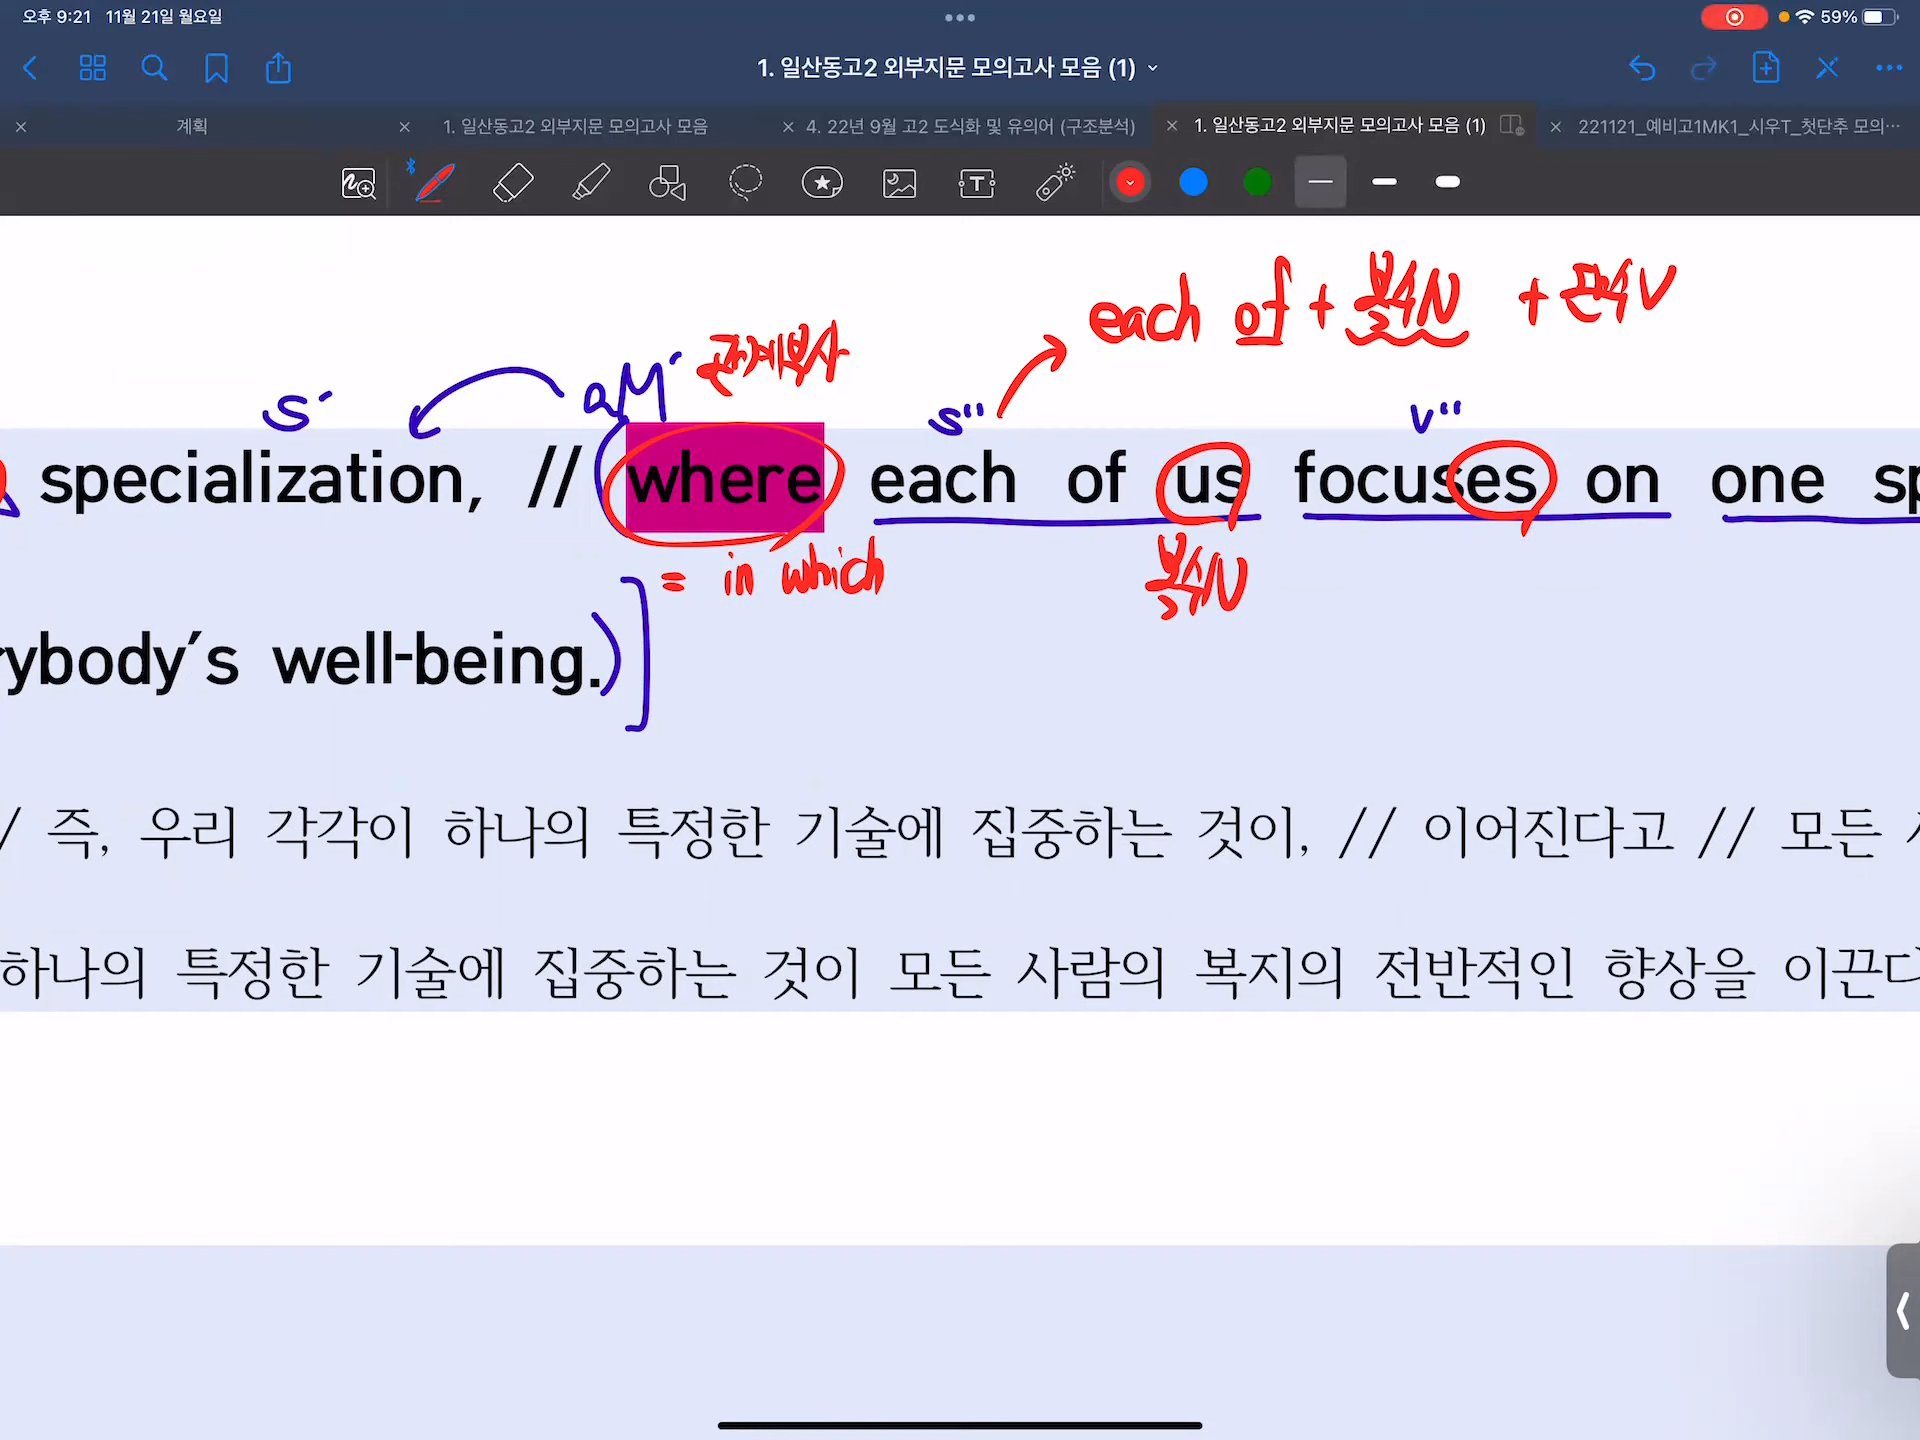 오후 9:21 11월 21일 월요일
59%
1. 일산동고2 외부지문 모의고사 모음 (1)
계획
1. 일산동고2 외부지문 모의고사 모음
4. 22년 9월 고2 도식화 및 유의어 (구조분석)
1. 일산동고2 외부지문 모의고사 모음 (1)
221121_예비고1MK1_시우T_첫단추 모의…
each of + 복수N + 단수V
관계부사
S' aM' S'' V''
specialization, // where each of us focuses on one sp
= in which 복수N
rybody's well-being.)]
/ 즉, 우리 각각이 하나의 특정한 기술에 집중하는 것이, // 이어진다고 // 모든
하나의 특정한 기술에 집중하는 것이 모든 사람의 복지의 전반적인 향상을 이끈다